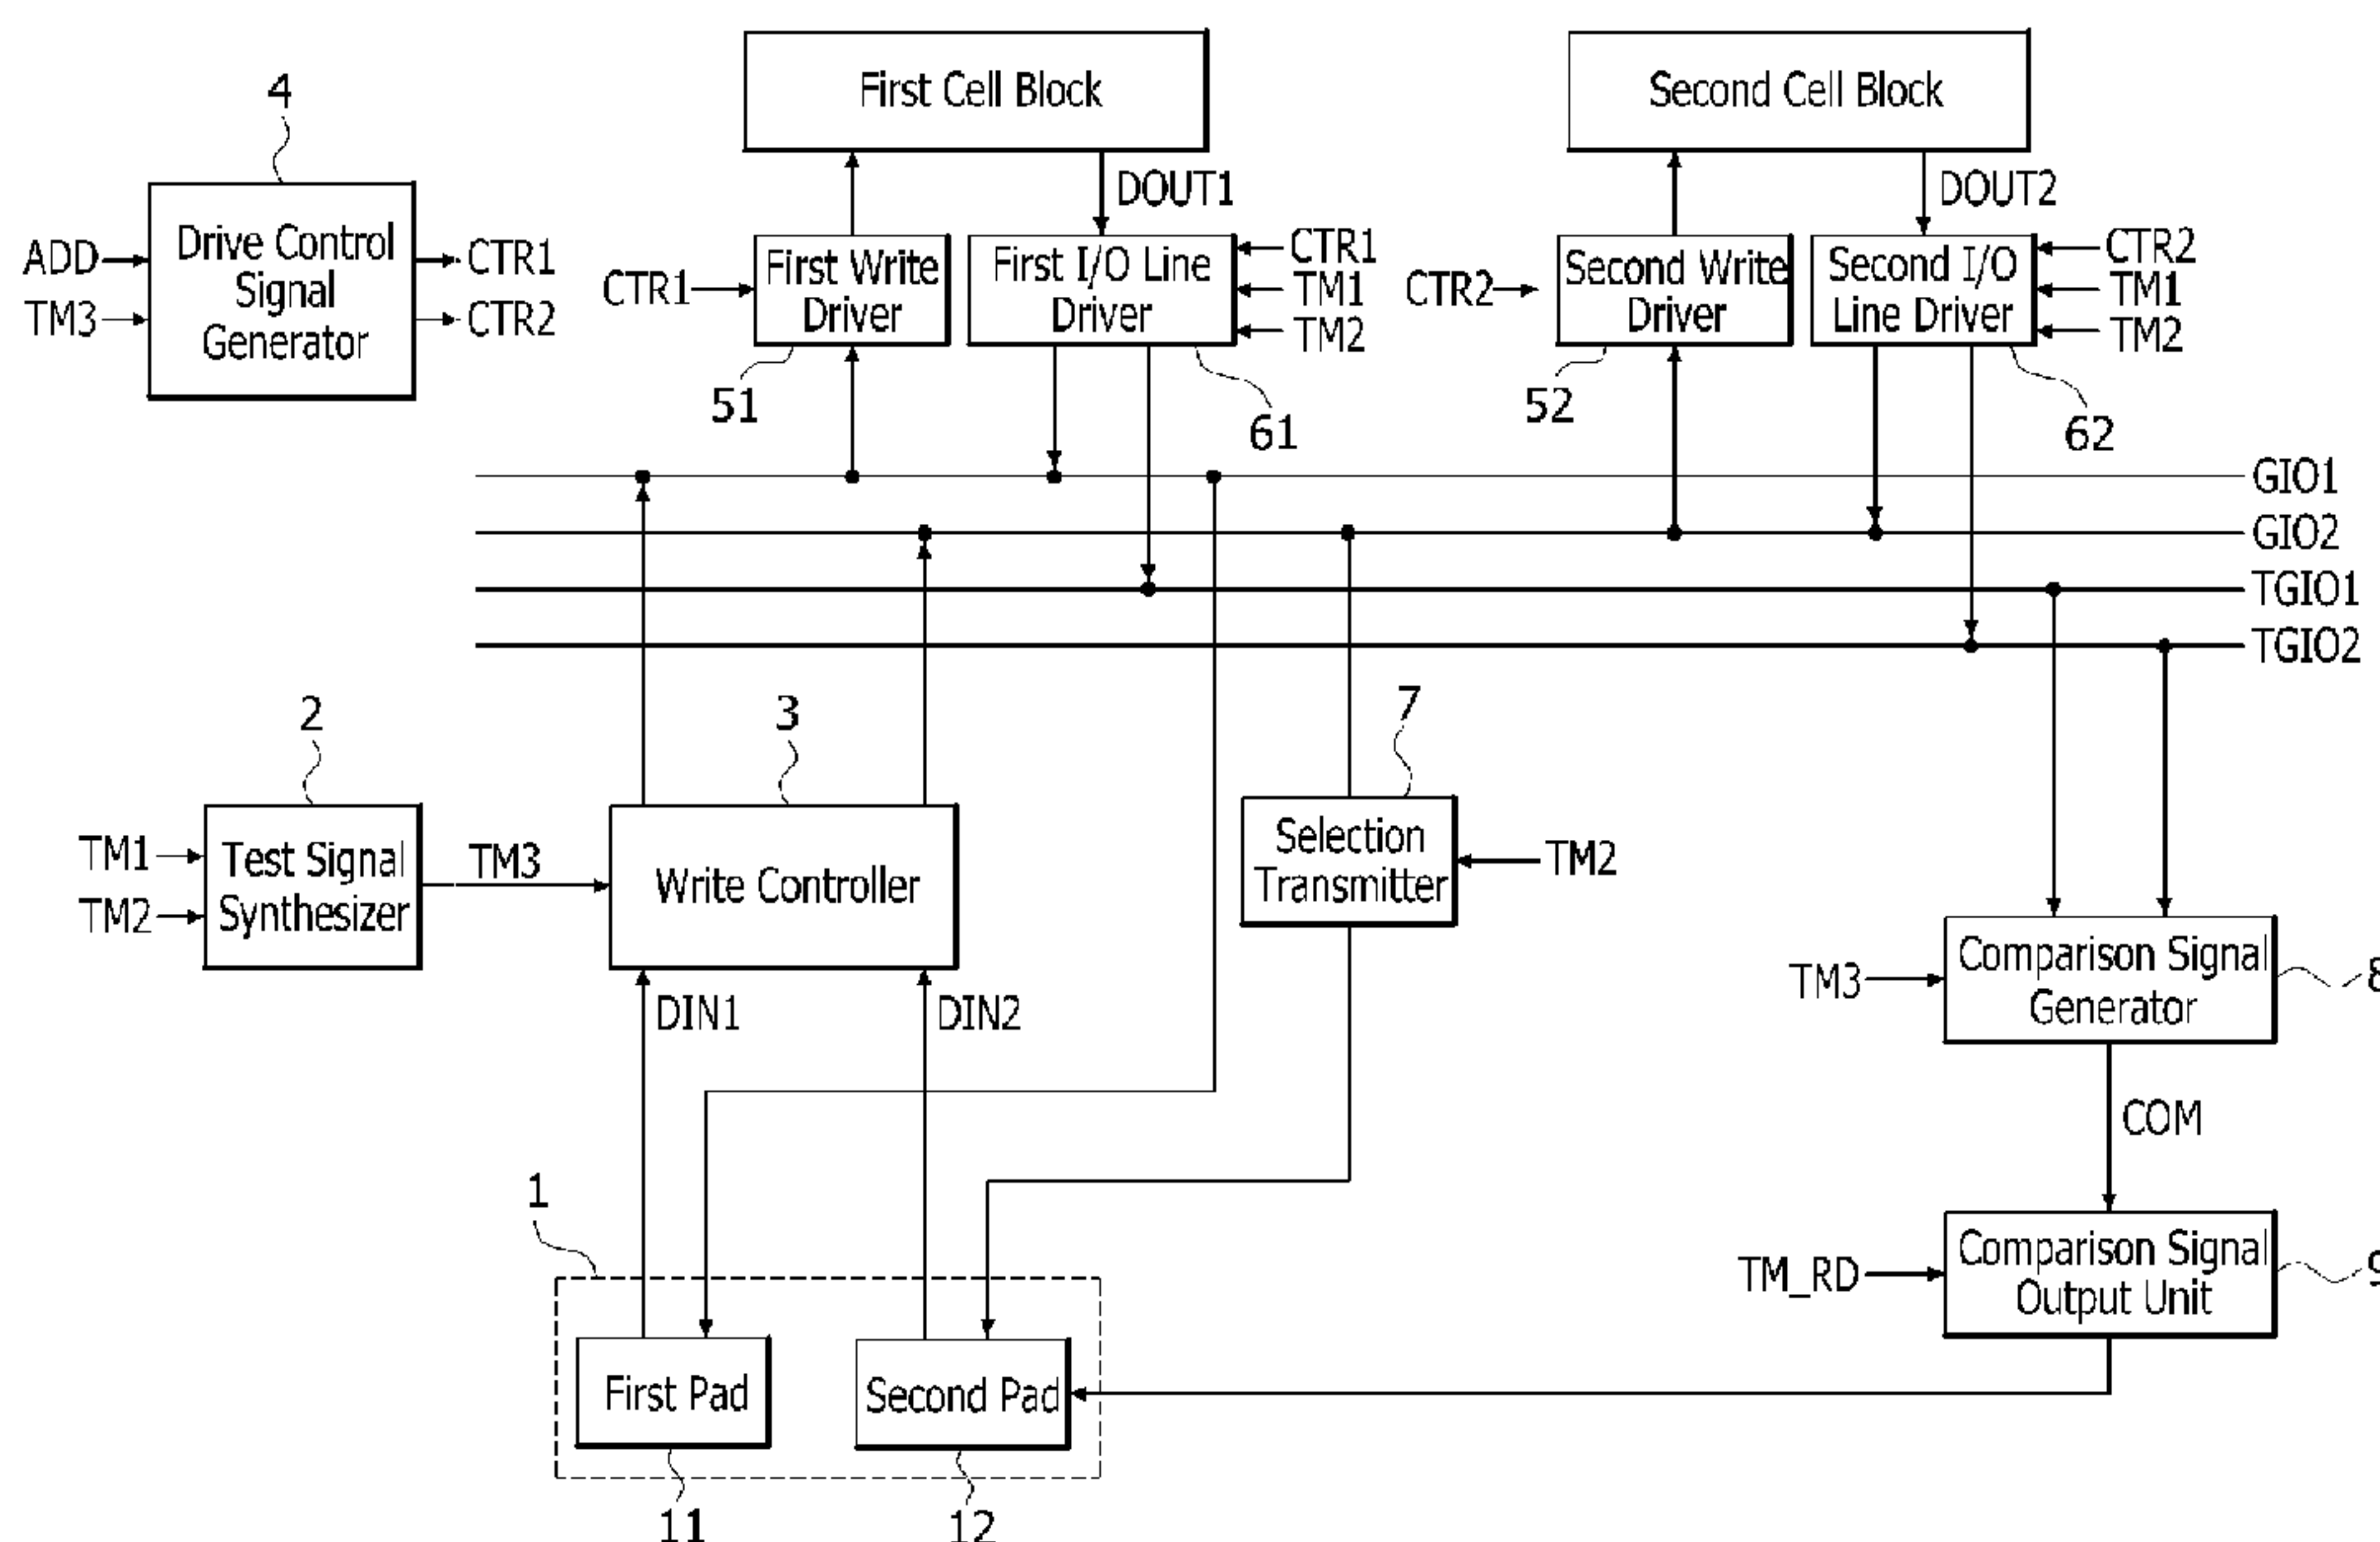 First Cell Block
Second Cell Block
4
DOUT1
DOUT2
ADD
TM3
Drive Control
Signal
Generator
CTR1
CTR2
CTR1
First Write
Driver
First I/O Line
Driver
CTR1
TM1
TM2
CTR2
Second Write
Driver
Second I/O
Line Driver
CTR2
TM1
TM2
51
61
52
62
GIO1
GIO2
TGIO1
TGIO2
2
3
7
TM1
TM2
Test Signal
Synthesizer
TM3
Write Controller
Selection
Transmitter
TM2
TM3
Comparison Signal
Generator
8
DIN1
DIN2
COM
1
TM_RD
Comparison Signal
Output Unit
9
First Pad
Second Pad
11
12